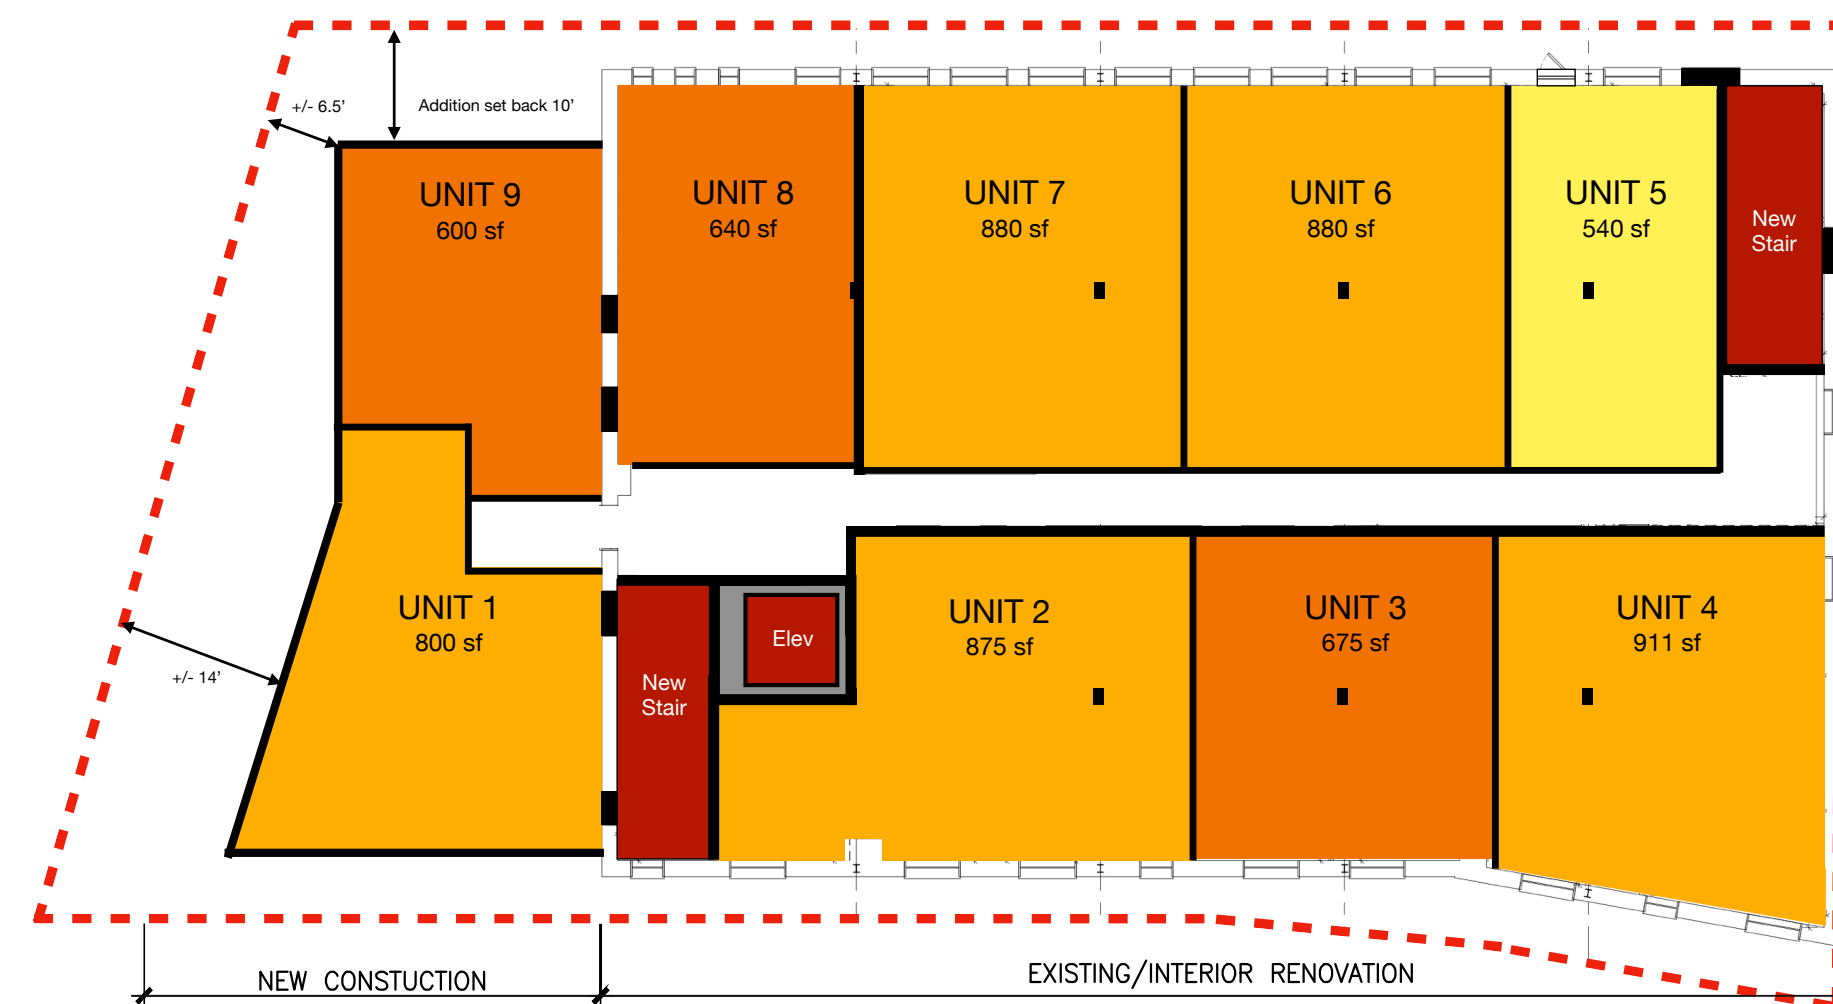 +/- 6.5’
Addition set back 10’
UNIT 9
600 sf
UNIT 8
640 sf
UNIT 7
880 sf
UNIT 6
880 sf
UNIT 5
540 sf
New
Stair
UNIT 1
800 sf
+/- 14’
New
Stair
Elev
UNIT 2
875 sf
UNIT 3
675 sf
UNIT 4
911 sf
NEW CONSTUCTION
EXISTING/INTERIOR RENOVATION